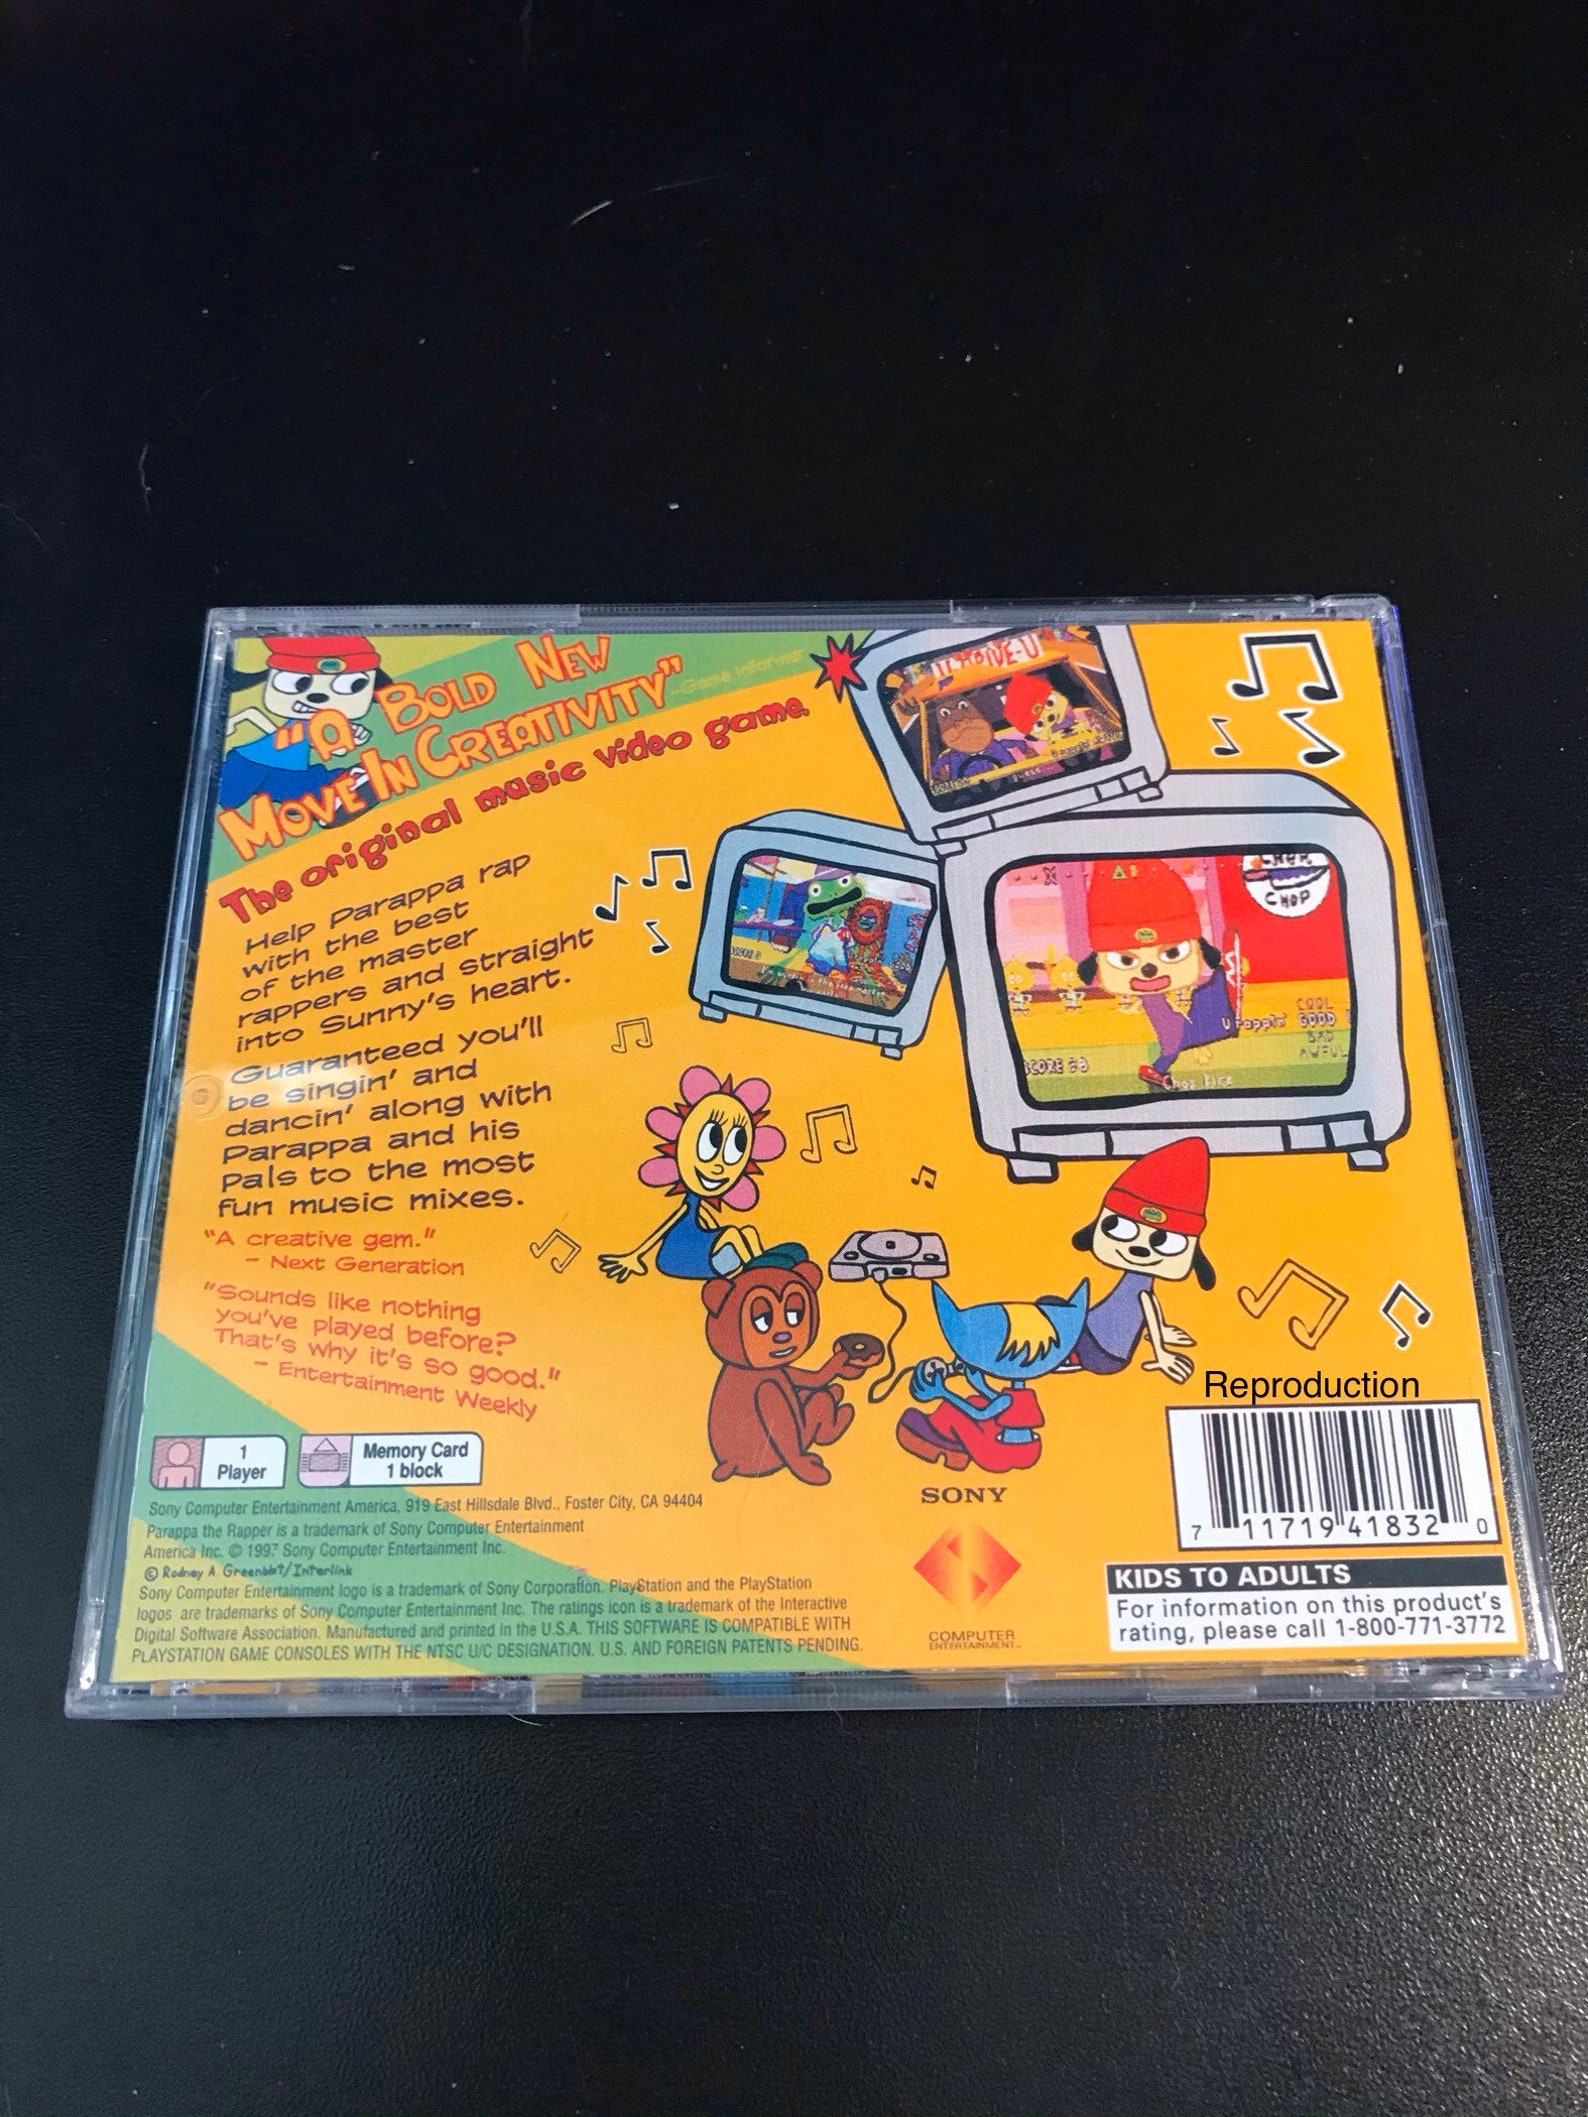 "A BOLD NEW
MOVE IN CREATIVITY"
-Game Informer
The original music video game.
Help Parappa rap
with the best
of the master
rappers and straight
into Sunny's heart.
Guaranteed you'll
be singin' and
dancin' along with
Parappa and his
pals to the most
fun music mixes.
"A creative gem."
- Next Generation
"Sounds like nothing
you've played before?
That's why it's so good."
- Entertainment Weekly
CHOP
U rappin'
COOL
GOOD
BAD
AWFUL
SCORE
1
Player
Memory Card
1 block
Sony Computer Entertainment America, 919 East Hillsdale Blvd., Foster City, CA 94404
Parappa the Rapper is a trademark of Sony Computer Entertainment
America Inc. © 1997 Sony Computer Entertainment Inc.
© Rodney A. Greenblat/Interlink
Sony Computer Entertainment logo is a trademark of Sony Corporation. PlayStation and the PlayStation
logos are trademarks of Sony Computer Entertainment Inc. The ratings icon is a trademark of the Interactive
Digital Software Association. Manufactured and printed in the U.S.A. THIS SOFTWARE IS COMPATIBLE WITH
PLAYSTATION GAME CONSOLES WITH THE NTSC U/C DESIGNATION. U.S. AND FOREIGN PATENTS PENDING.
SONY
COMPUTER
ENTERTAINMENT™
Reproduction
7 11719 41832 0
KIDS TO ADULTS
For information on this product's
rating, please call 1-800-771-3772